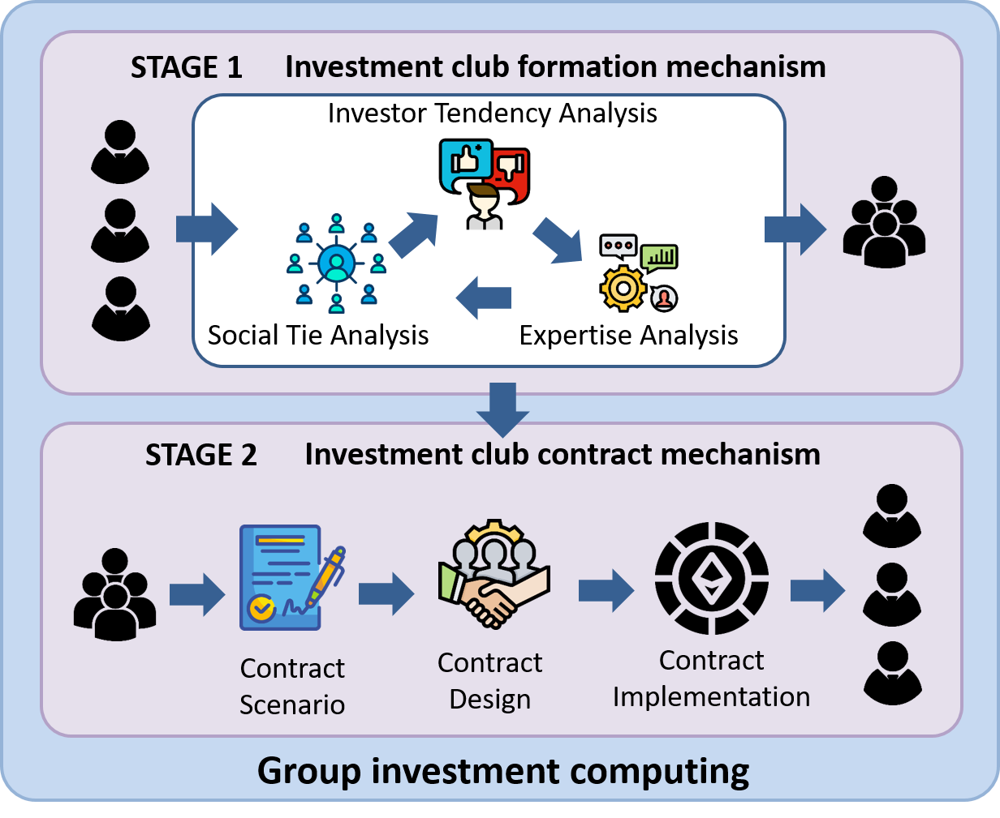 STAGE 1 Investment club formation mechanism
Investor Tendency Analysis
Social Tie Analysis
Expertise Analysis
STAGE 2 Investment club contract mechanism
Contract
Scenario
Contract
Design
Contract
Implementation
Group investment computing